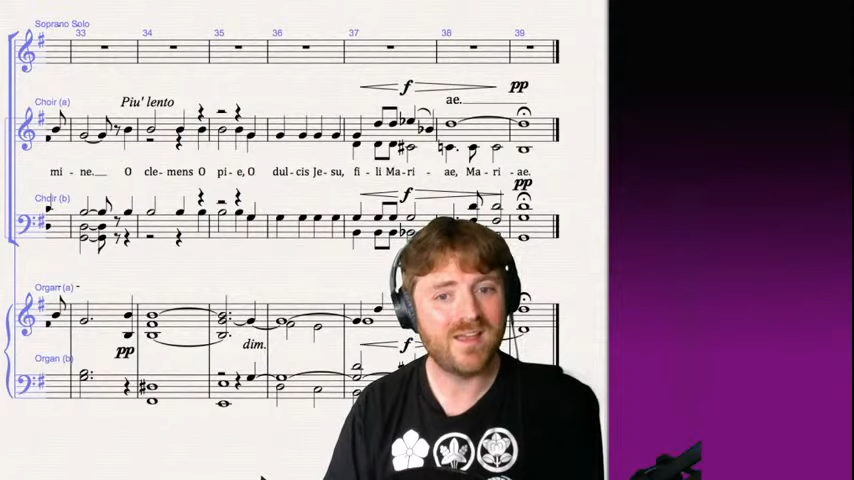 Soprano Solo
33 34 35 36 37 38 39
f pp
Choir (a) Piu' lento ae.
mi - ne. O cle - mens O pi - e, O dul - cis Je - su, fi - li Ma - ri - ae, Ma - ri - ae.
pp
Choir (b) f
Organ (a)
pp dim. f
Organ (b)